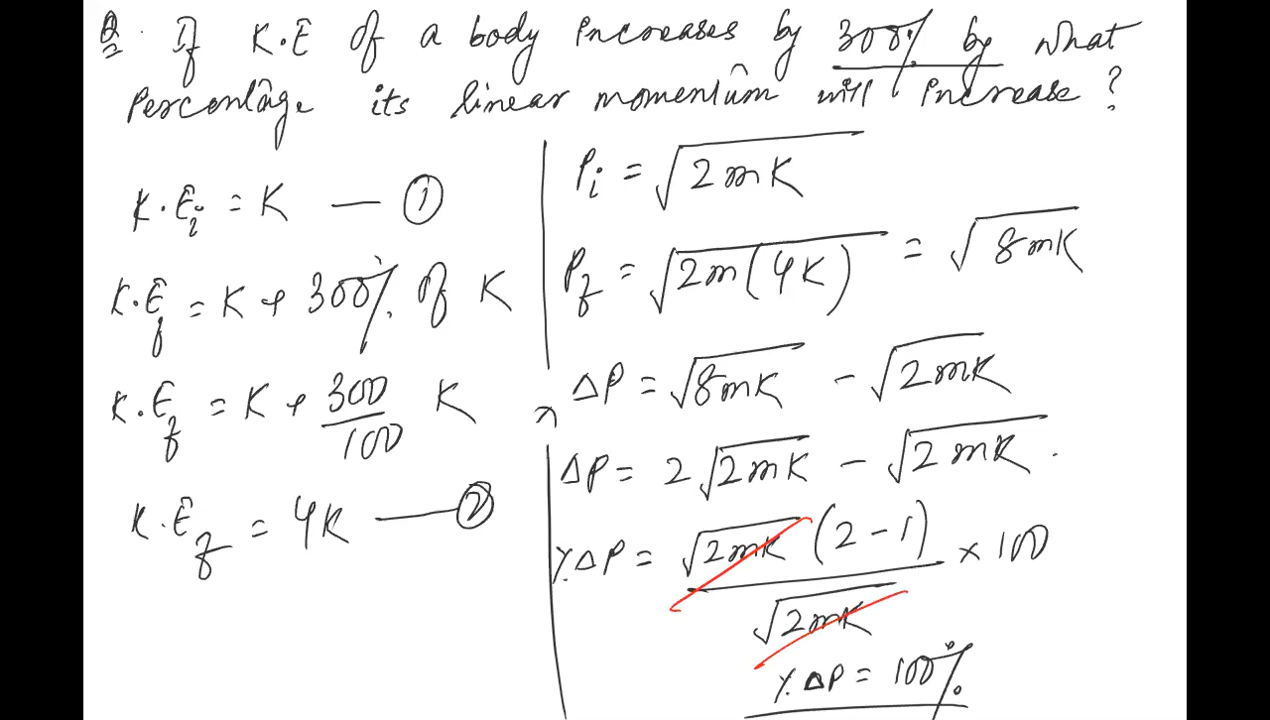 Q. If K.E of a body increases by 300% by what
percentage its linear momentum will increase?
K.Ei = K — ①
K.Ef = K + 300% of K
K.Ef = K + 300/100 K
K.Ef = 4K — ②
Pi = √2mK
Pf = √2m(4K) = √8mK
ΔP = √8mK - √2mK
ΔP = 2√2mK - √2mK
%ΔP = √2mK (2-1)/√2mK × 100
%ΔP = 100%